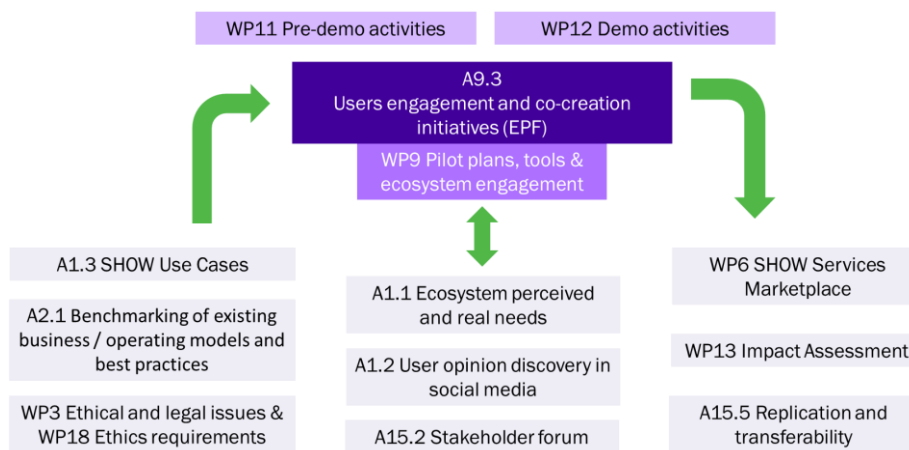 WP11 Pre-demo activities
WP12 Demo activities
A9.3
Users engagement and co-creation
initiatives (EPF)
WP9 Pilot plans, tools &
ecosystem engagement
A1.3 SHOW Use Cases
A2.1 Benchmarking of existing
business / operating models and
best practices
WP3 Ethical and legal issues &
WP18 Ethics requirements
A1.1 Ecosystem perceived
and real needs
A1.2 User opinion discovery in
social media
A15.2 Stakeholder forum
WP6 SHOW Services
Marketplace
WP13 Impact Assessment
A15.5 Replication and
transferability